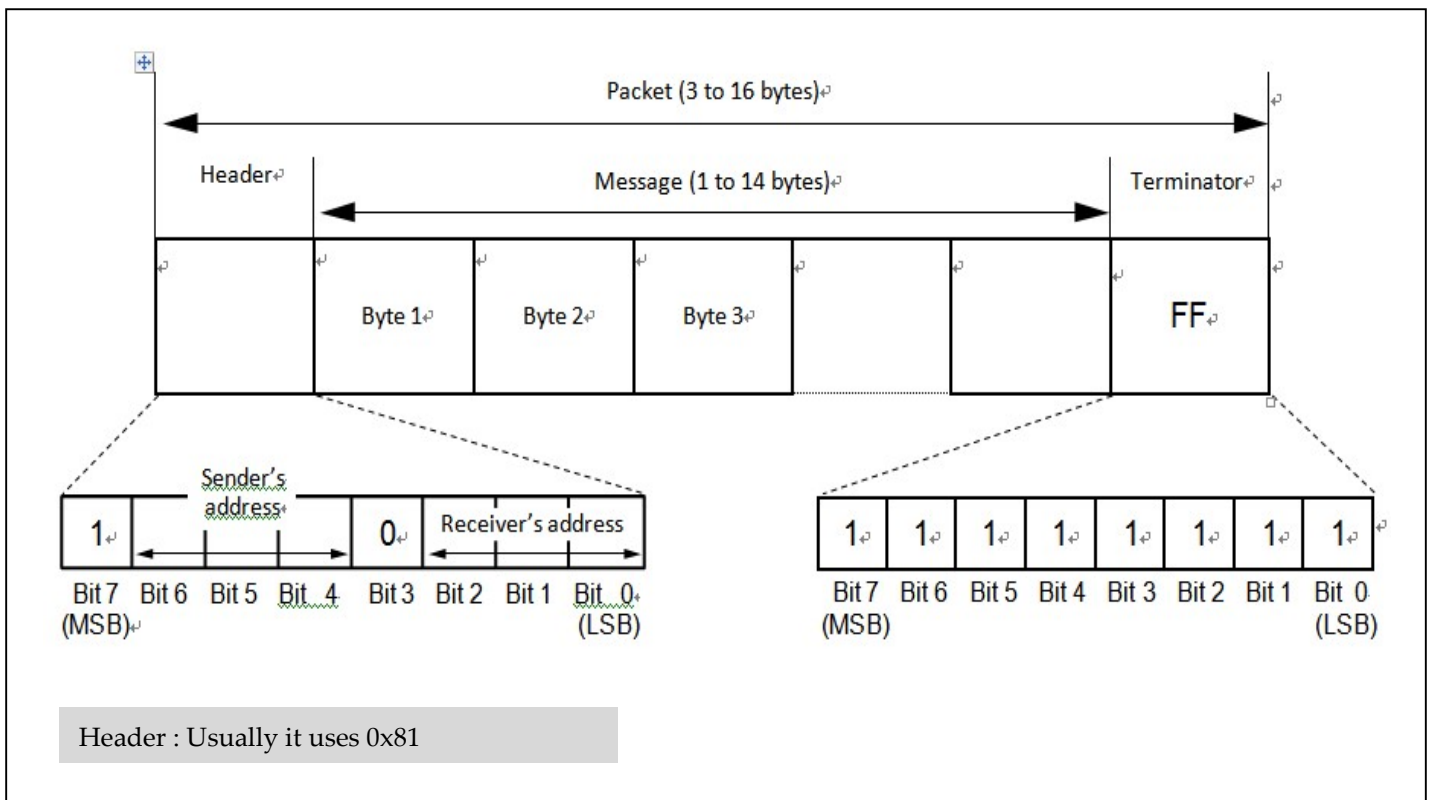 Packet (3 to 16 bytes)
Header
Message (1 to 14 bytes)
Terminator
Byte 1
Byte 2
Byte 3
FF
Sender's
address
Receiver's address
1
0
1
1
1
1
1
1
1
1
Bit 7
Bit 6
Bit 5
Bit 4
Bit 3
Bit 2
Bit 1
Bit 0
(MSB)
(LSB)
Bit 7
Bit 6
Bit 5
Bit 4
Bit 3
Bit 2
Bit 1
Bit 0
(MSB)
(LSB)
Header : Usually it uses 0x81